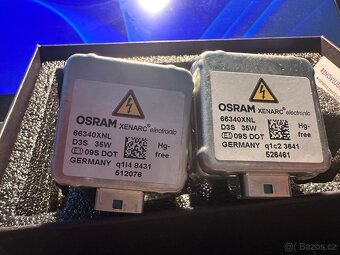 OSRAM XENARC® electronic
66340XNL
D3S 35W
Hg-free
09S DOT
GERMANY q1l4 8431
512076
OSRAM XENARC® electronic
66340XNL
D3S 35W
Hg-free
09S DOT
GERMANY q1c2 3641
526461
Bazos.cz